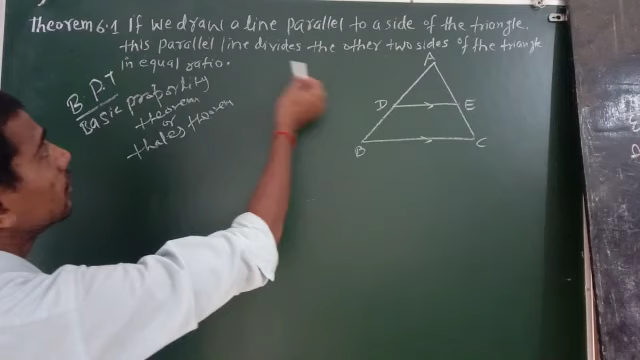 Theorem 6.1 If we draw a line parallel to a side of the triangle.
this parallel line divides the other two sides of the triangle
in equal ratio.
B.P.T
Basic proportility
theorem
or
thales theorem
A
D E
B C